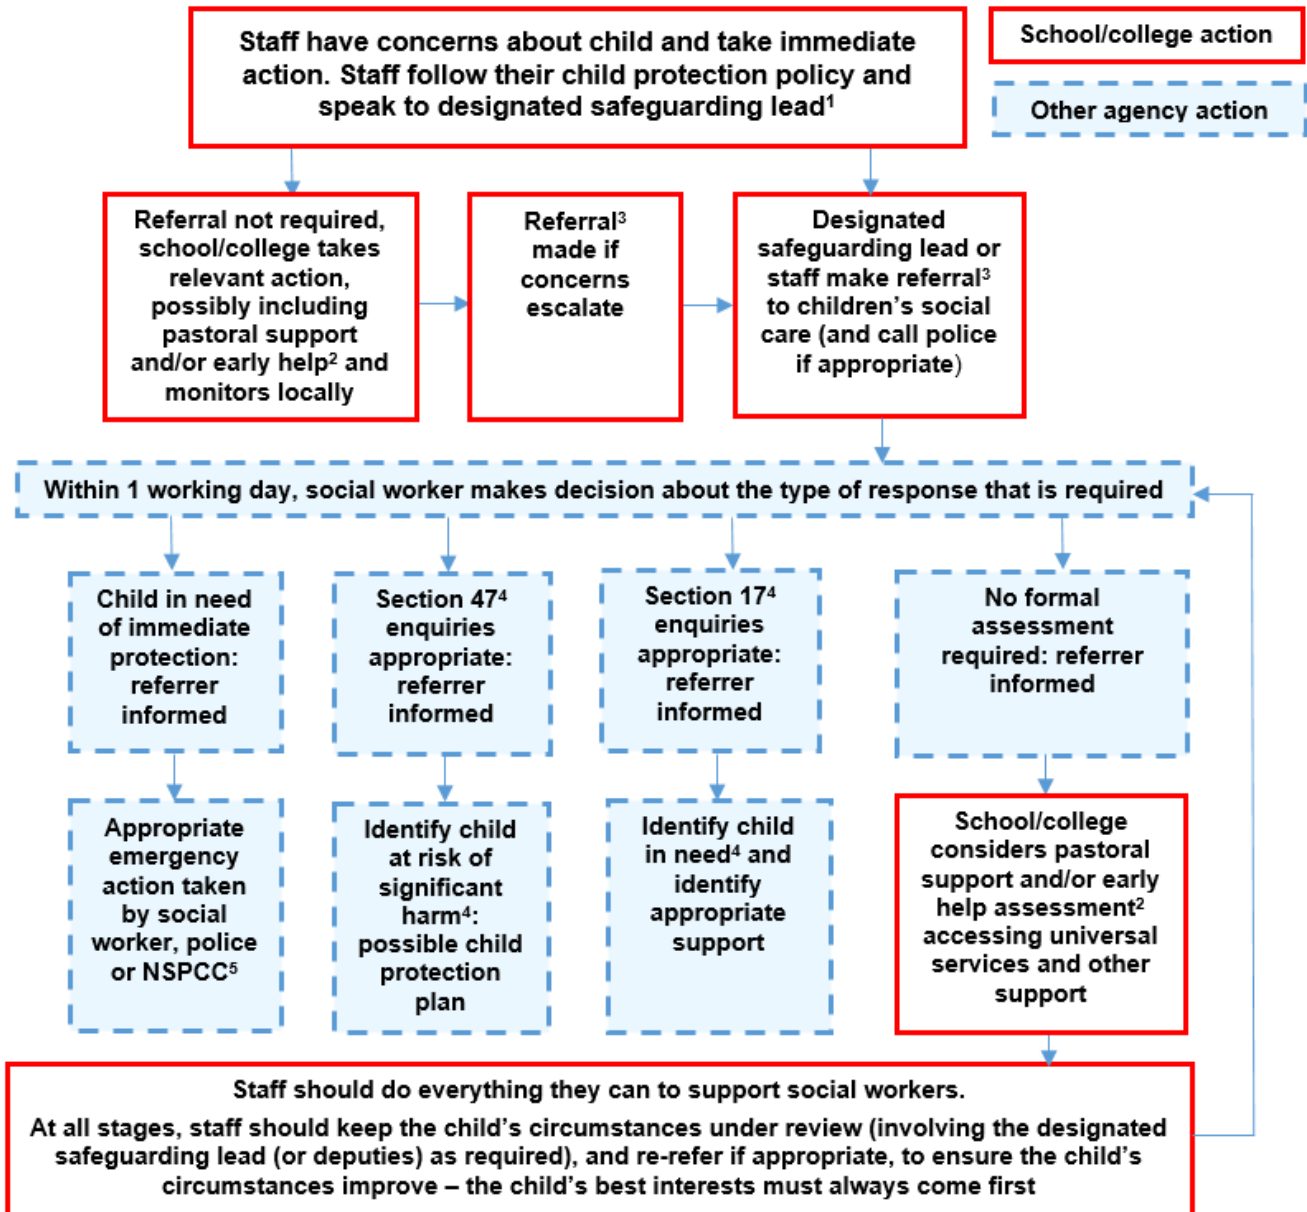 Staff have concerns about child and take immediate
action. Staff follow their child protection policy and
speak to designated safeguarding lead¹
School/college action
Other agency action
Referral not required,
school/college takes
relevant action,
possibly including
pastoral support
and/or early help² and
monitors locally
Referral³
made if
concerns
escalate
Designated
safeguarding lead or
staff make referral³
to children’s social
care (and call police
if appropriate)
Within 1 working day, social worker makes decision about the type of response that is required
Child in need
of immediate
protection:
referrer
informed
Section 47⁴
enquiries
appropriate:
referrer
informed
Section 17⁴
enquiries
appropriate:
referrer
informed
No formal
assessment
required: referrer
informed
Appropriate
emergency
action taken
by social
worker, police
or NSPCC⁵
Identify child
at risk of
significant
harm⁴:
possible child
protection
plan
Identify child
in need⁴ and
identify
appropriate
support
School/college
considers pastoral
support and/or early
help assessment²
accessing universal
services and other
support
Staff should do everything they can to support social workers.
At all stages, staff should keep the child’s circumstances under review (involving the designated
safeguarding lead (or deputies) as required), and re-refer if appropriate, to ensure the child’s
circumstances improve – the child’s best interests must always come first